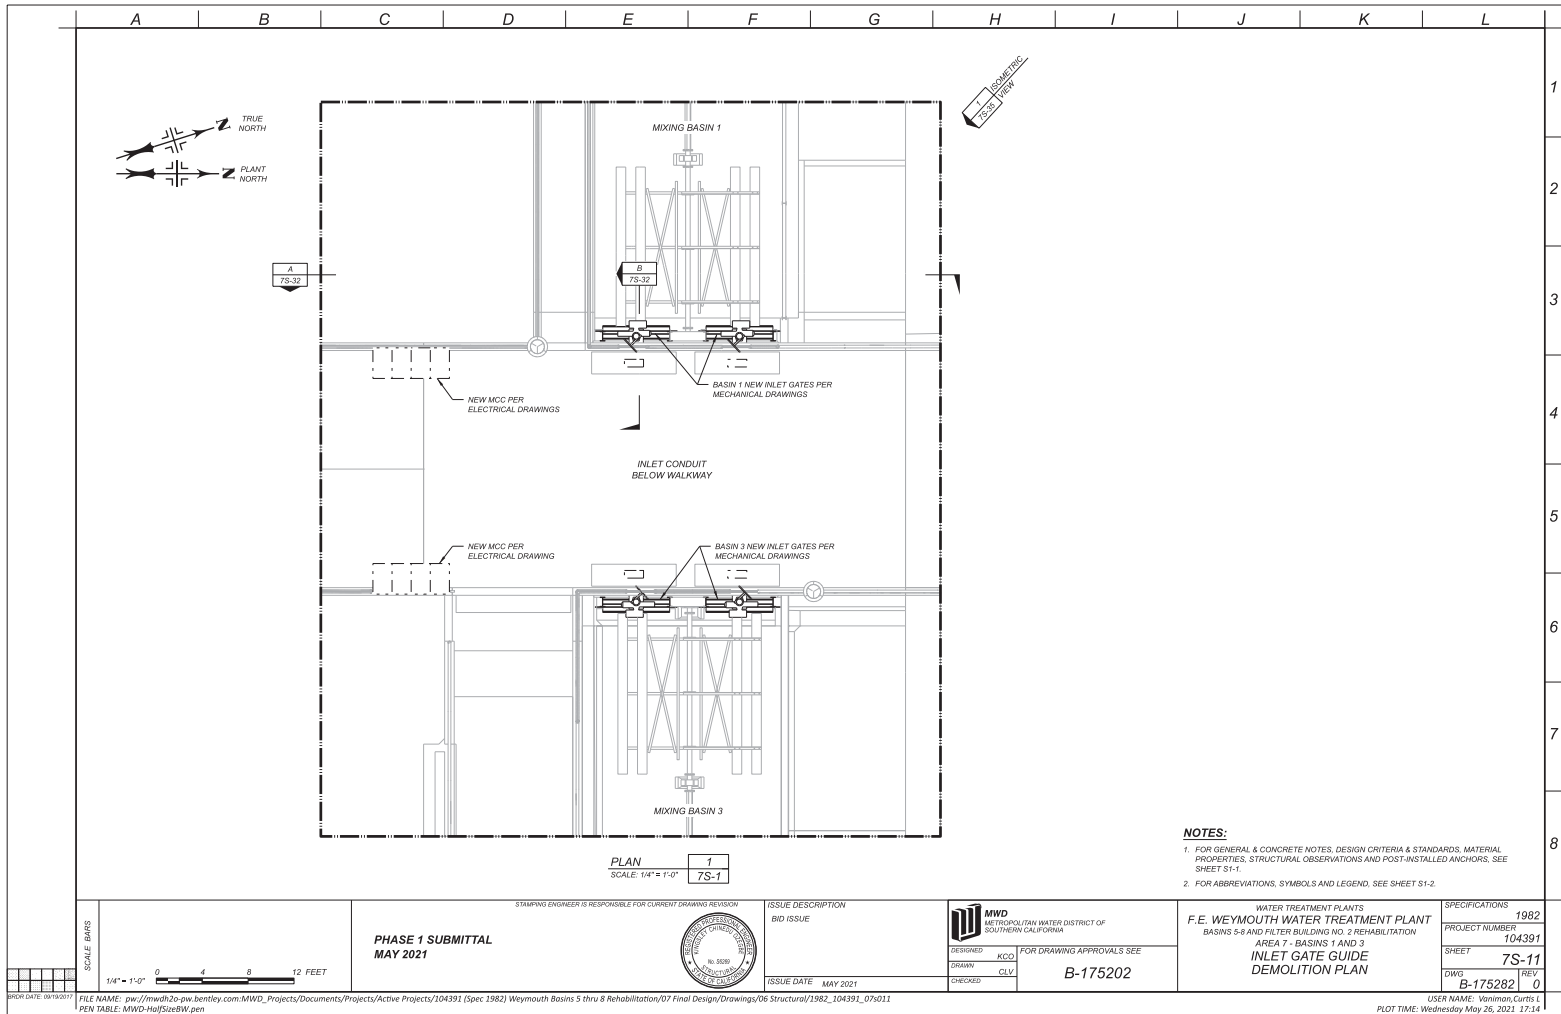 A B C D E F G H I J K L
1
2
3
4
5
6
7
8
TRUE
NORTH
N
PLANT
NORTH
N
1
7S-35
ISOMETRIC
VIEW
MIXING BASIN 1
A
7S-32
B
7S-32
BASIN 1 NEW INLET GATES PER
MECHANICAL DRAWINGS
NEW MCC PER
ELECTRICAL DRAWINGS
INLET CONDUIT
BELOW WALKWAY
NEW MCC PER
ELECTRICAL DRAWING
BASIN 3 NEW INLET GATES PER
MECHANICAL DRAWINGS
MIXING BASIN 3
PLAN
SCALE: 1/4" = 1'-0"
1
7S-1
NOTES:
1. FOR GENERAL & CONCRETE NOTES, DESIGN CRITERIA & STANDARDS, MATERIAL
PROPERTIES, STRUCTURAL OBSERVATIONS AND POST-INSTALLED ANCHORS, SEE
SHEET S1-1.
2. FOR ABBREVIATIONS, SYMBOLS AND LEGEND, SEE SHEET S1-2.
SCALE BARS
1/4" = 1'-0"
0 4 8 12 FEET
STAMPING ENGINEER IS RESPONSIBLE FOR CURRENT DRAWING REVISION
PHASE 1 SUBMITTAL
MAY 2021
REGISTERED PROFESSIONAL ENGINEER
No. S6289
STRUCTURAL
STATE OF CALIFORNIA
ISSUE DESCRIPTION
BID ISSUE
ISSUE DATE MAY 2021
MWD
METROPOLITAN WATER DISTRICT OF
SOUTHERN CALIFORNIA
DESIGNED KCO
DRAWN CLV
CHECKED
FOR DRAWING APPROVALS SEE
B-175202
WATER TREATMENT PLANTS
F.E. WEYMOUTH WATER TREATMENT PLANT
BASINS 5-8 AND FILTER BUILDING NO. 2 REHABILITATION
AREA 7 - BASINS 1 AND 3
INLET GATE GUIDE
DEMOLITION PLAN
SPECIFICATIONS
1982
PROJECT NUMBER
104391
SHEET
7S-11
DWG
B-175282
REV
0
BRDR DATE: 09/19/2017
FILE NAME: pw://mwdh2o-pw.bentley.com:MWD_Projects/Documents/Projects/Active Projects/104391 (Spec 1982) Weymouth Basins 5 thru 8 Rehabilitation/07 Final Design/Drawings/06 Structural/1982_104391_07s011
PEN TABLE: MWD-HalfSizeBW.pen
USER NAME: Vaniman,Curtis L
PLOT TIME: Wednesday May 26, 2021 17:14